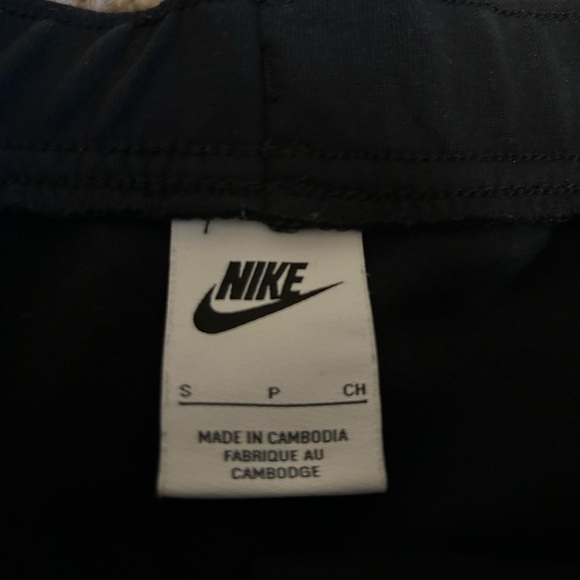 NIKE
S P CH
MADE IN CAMBODIA
FABRIQUE AU
CAMBODGE